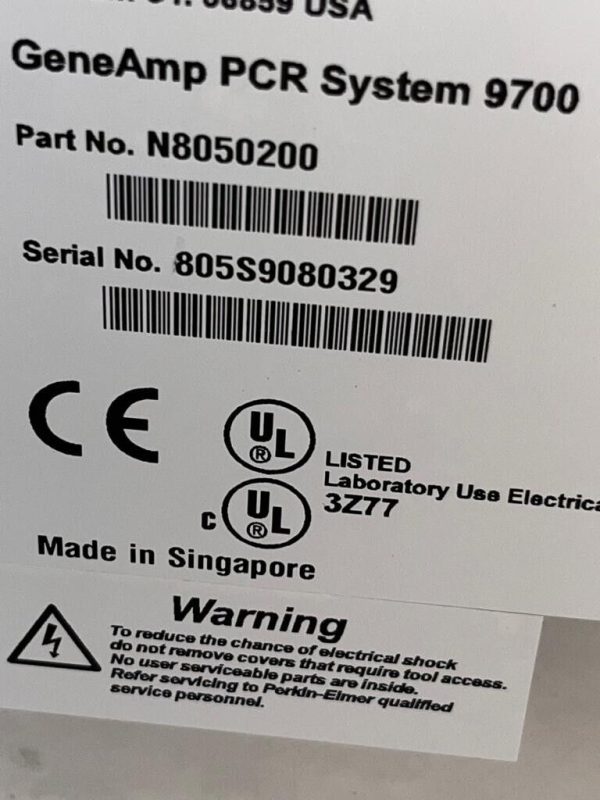 USA
GeneAmp PCR System 9700
Part No. N8050200
Serial No. 805S9080329
CE
UL
®
LISTED
Laboratory Use Electrica
3Z77
C
UL
®
Made in Singapore
Warning
To reduce the chance of electrical shock
do not remove covers that require tool access.
No user serviceable parts are inside.
Refer servicing to Perkin-Elmer qualified
service personnel.